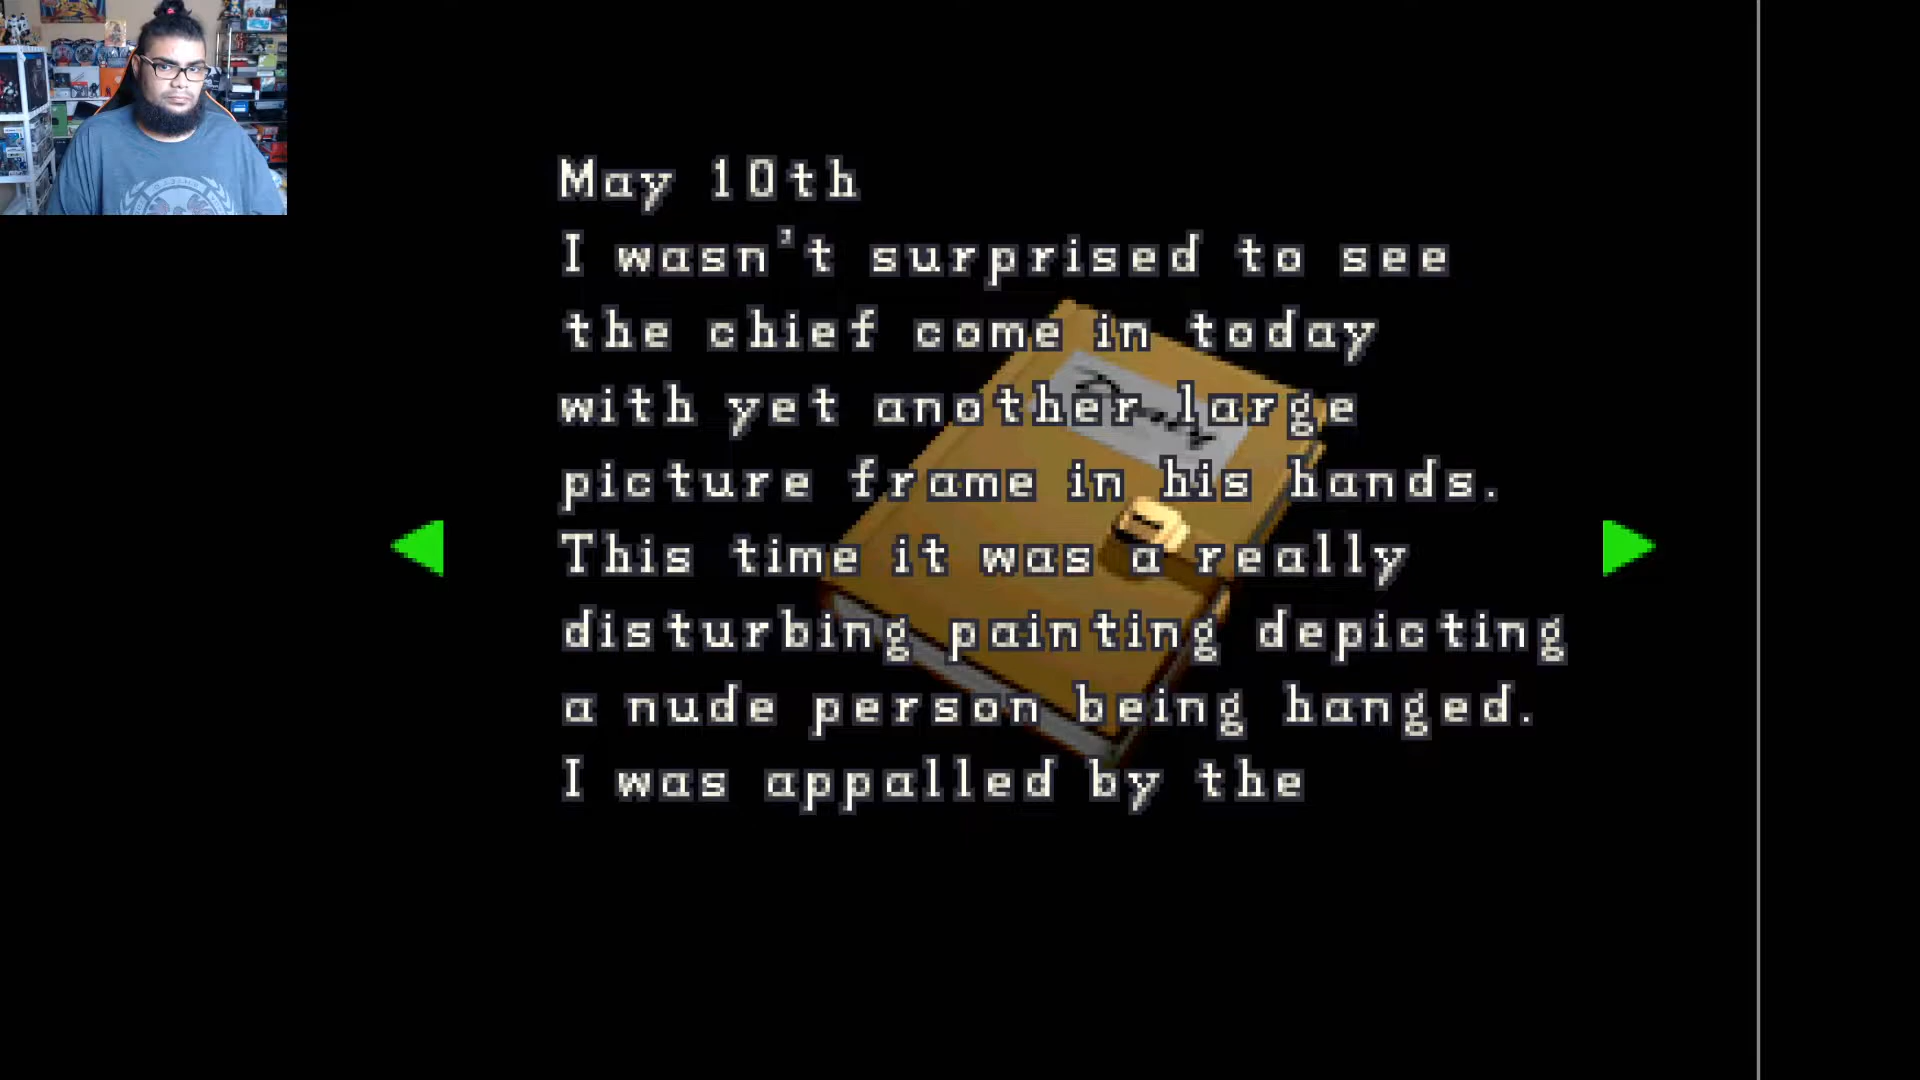 May 10th
I wasn't surprised to see
the chief come in today
with yet another large
picture frame in his hands.
This time it was a really
disturbing painting depicting
a nude person being hanged.
I was appalled by the
Diary